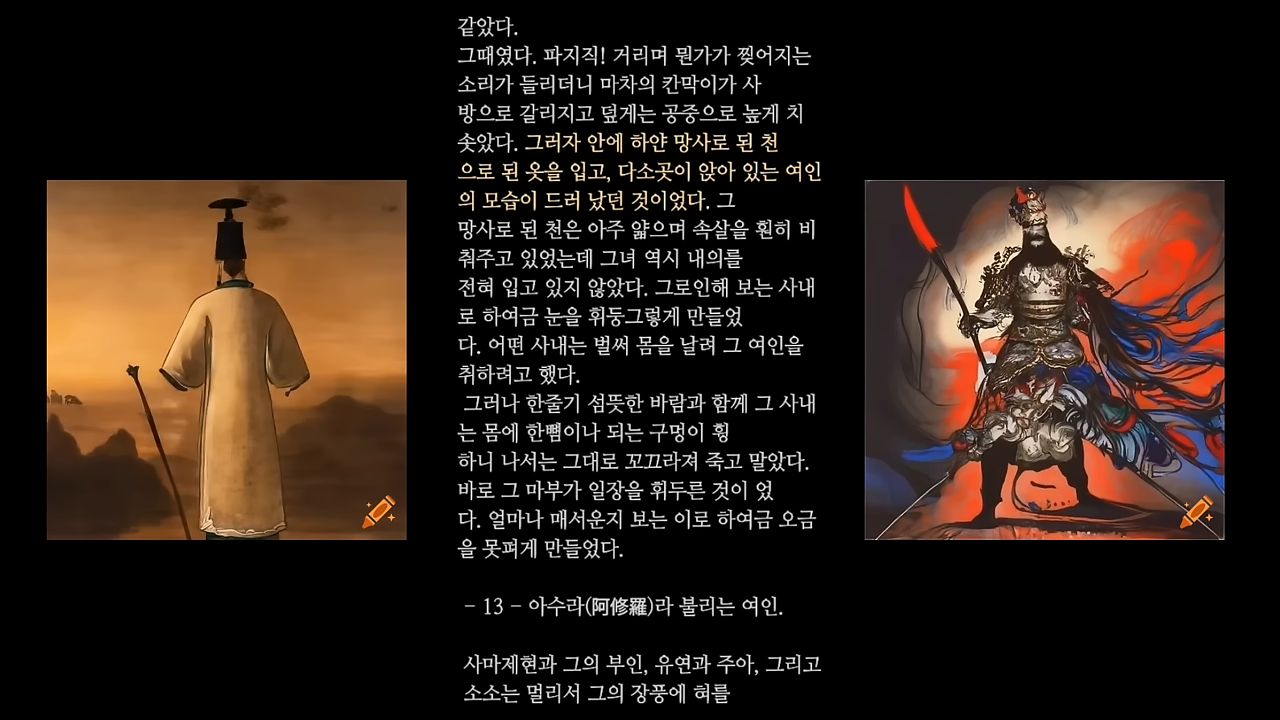 같았다.
그때였다. 파지직! 거리며 뭔가가 찢어지는
소리가 들리더니 마차의 칸막이가 사
방으로 갈리지고 덮게는 공중으로 높게 치
솟았다. 그러자 안에 하얀 망사로 된 천
으로 된 옷을 입고, 다소곳이 앉아 있는 여인
의 모습이 드러 났던 것이었다. 그
망사로 된 천은 아주 얇으며 속살을 훤히 비
춰주고 있었는데 그녀 역시 내의를
전혀 입고 있지 않았다. 그로인해 보는 사내
로 하여금 눈을 휘둥그렇게 만들었
다. 어떤 사내는 벌써 몸을 날려 그 여인을
취하려고 했다.
그러나 한줄기 섬뜻한 바람과 함께 그 사내
는 몸에 한뼘이나 되는 구멍이 휑
하니 나서는 그대로 꼬끄라져 죽고 말았다.
바로 그 마부가 일장을 휘두른 것이 었
다. 얼마나 매서운지 보는 이로 하여금 오금
을 못펴게 만들었다.
- 13 - 아수라(阿修羅)라 불리는 여인.
사마제현과 그의 부인, 유연과 주아, 그리고
소소는 멀리서 그의 장풍에 혀를